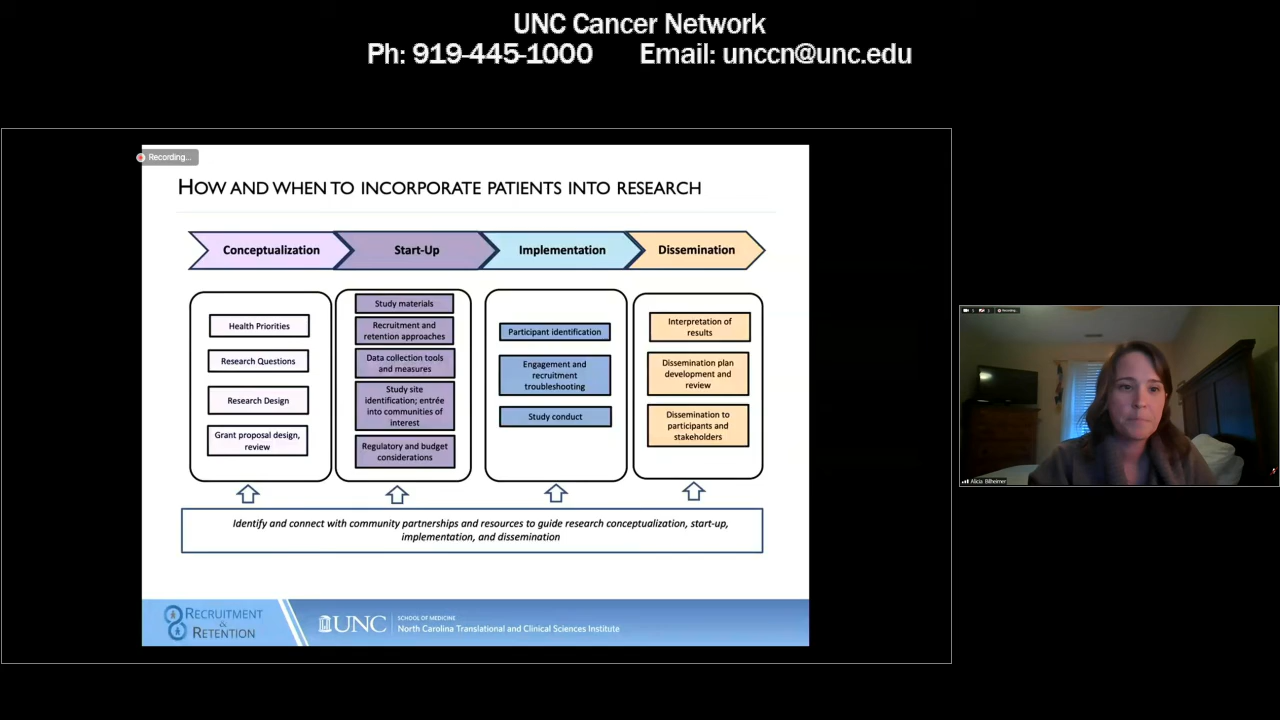 UNC Cancer Network
Ph: 919-445-1000 Email: unccn@unc.edu
Recording...
HOW AND WHEN TO INCORPORATE PATIENTS INTO RESEARCH
Conceptualization
Start-Up
Implementation
Dissemination
Health Priorities
Research Questions
Research Design
Grant proposal design,
review
Study materials
Recruitment and
retention approaches
Data collection tools
and measures
Study site
identification; entrée
into communities of
interest
Regulatory and budget
considerations
Participant identification
Engagement and
recruitment
troubleshooting
Study conduct
Interpretation of
results
Dissemination plan
development and
review
Dissemination to
participants and
stakeholders
Identify and connect with community partnerships and resources to guide research conceptualization, start-up,
implementation, and dissemination
RECRUITMENT
&
RETENTION
UNC
SCHOOL OF MEDICINE
North Carolina Translational and Clinical Sciences Institute
Recording...
Alicia Bilheimer